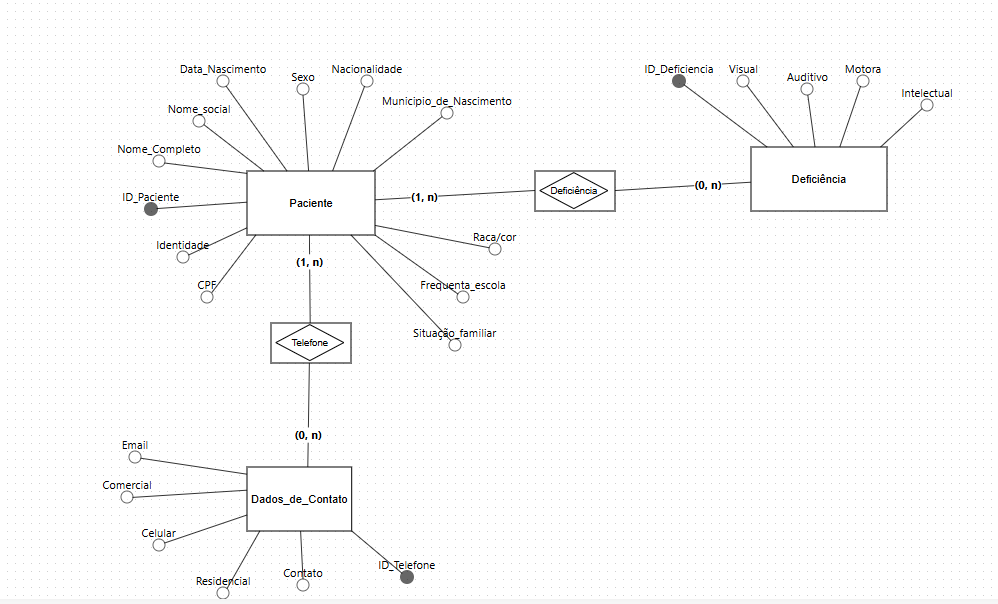 Data_Nascimento
Sexo
Nacionalidade
Nome_social
Municipio_de_Nascimento
Nome_Completo
ID_Paciente
Paciente
Identidade
CPF
Raca/cor
Frequenta_escola
Situação_familiar
(1, n)
Deficiência
(0, n)
ID_Deficiencia
Visual
Auditivo
Motora
Intelectual
Deficiência
(1, n)
Telefone
(0, n)
Email
Comercial
Dados_de_Contato
Celular
Residencial
Contato
ID_Telefone